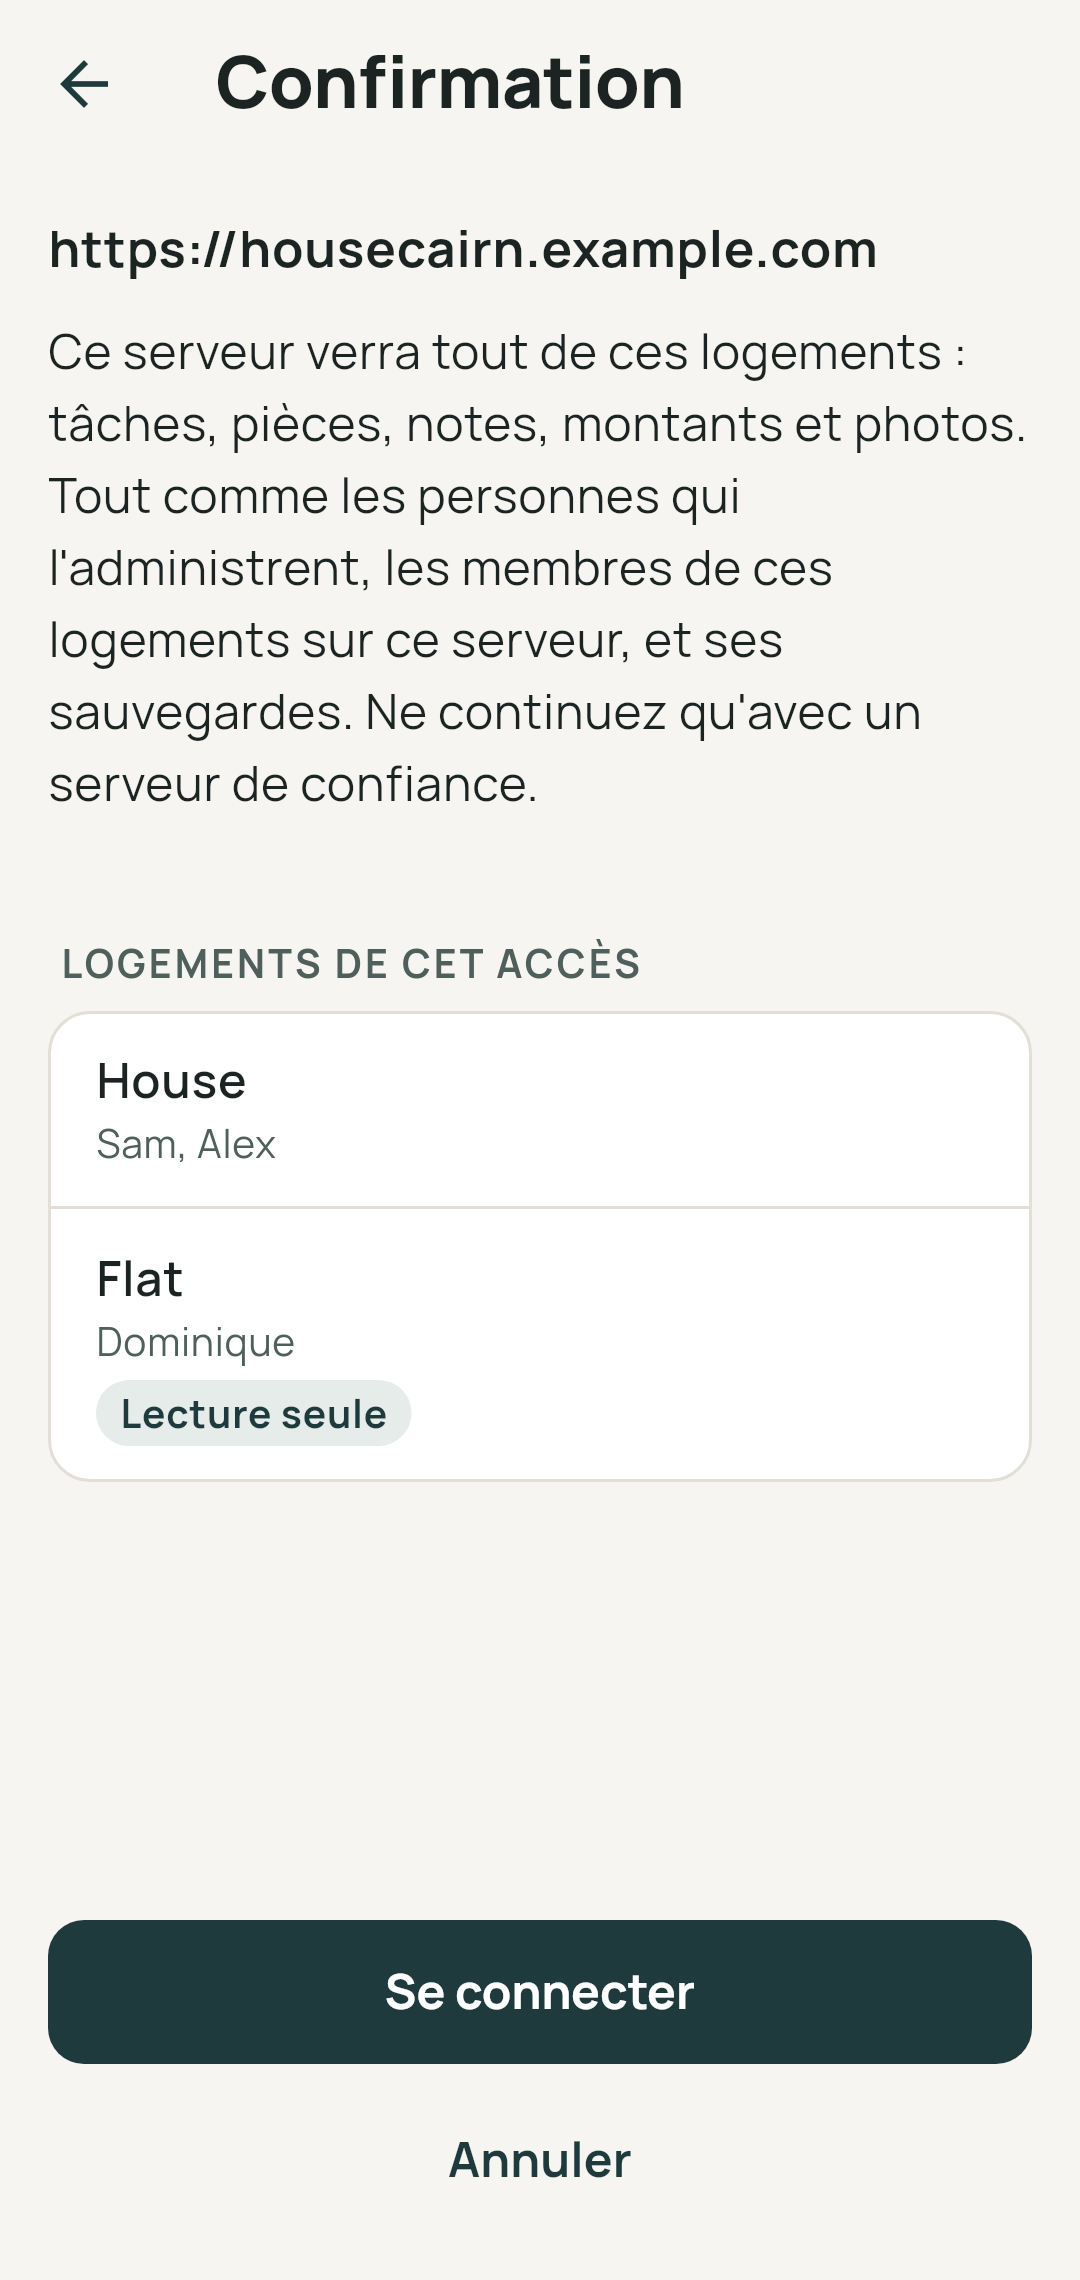 Confirmation
https://housecairn.example.com
Ce serveur verra tout de ces logements :
tâches, pièces, notes, montants et photos.
Tout comme les personnes qui
l'administrent, les membres de ces
logements sur ce serveur, et ses
sauvegardes. Ne continuez qu'avec un
serveur de confiance.
LOGEMENTS DE CET ACCÈS
House
Sam, Alex
Flat
Dominique
Lecture seule
Se connecter
Annuler